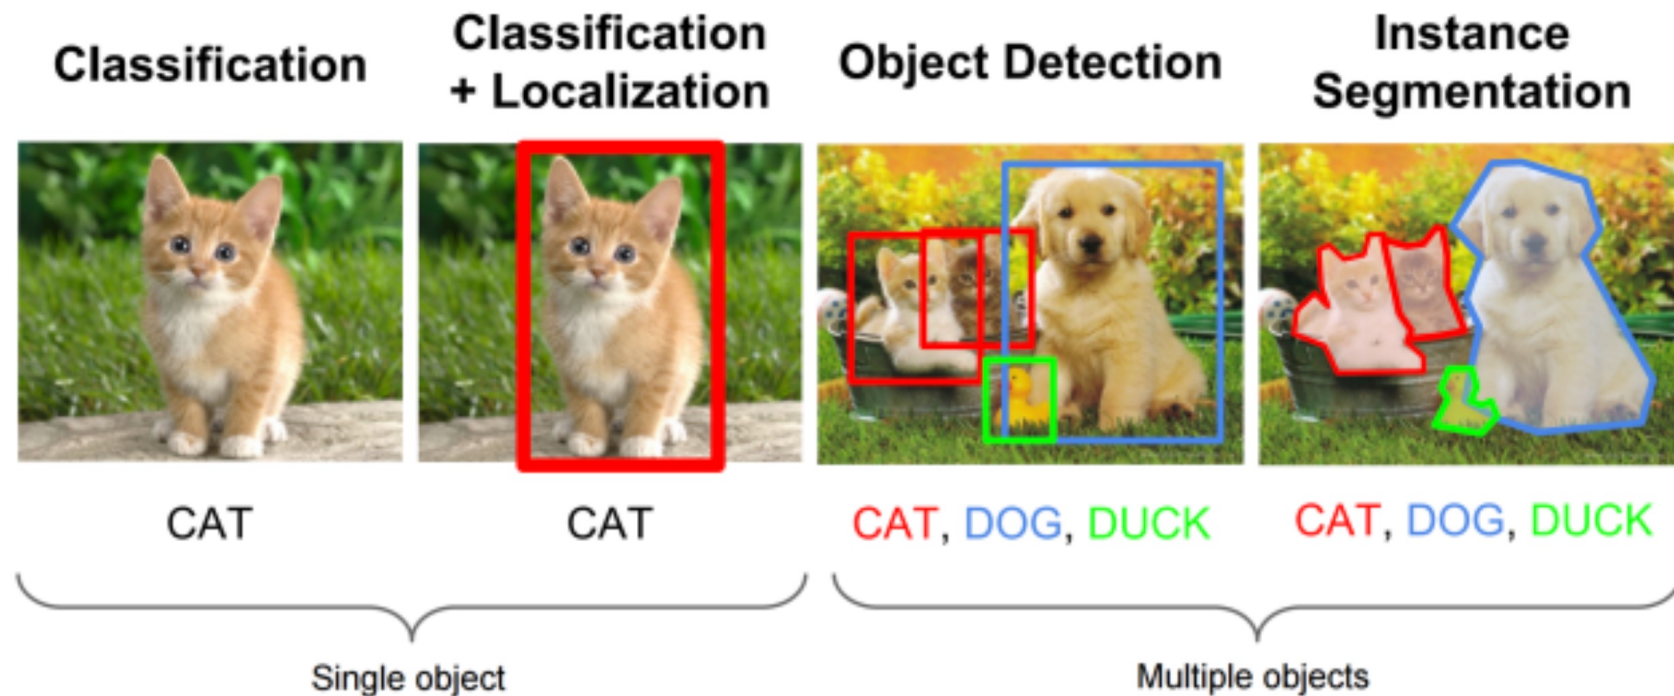 Classification
Classification
+ Localization
Object Detection
Instance
Segmentation
CAT
CAT
CAT, DOG, DUCK
CAT, DOG, DUCK
Single object
Multiple objects